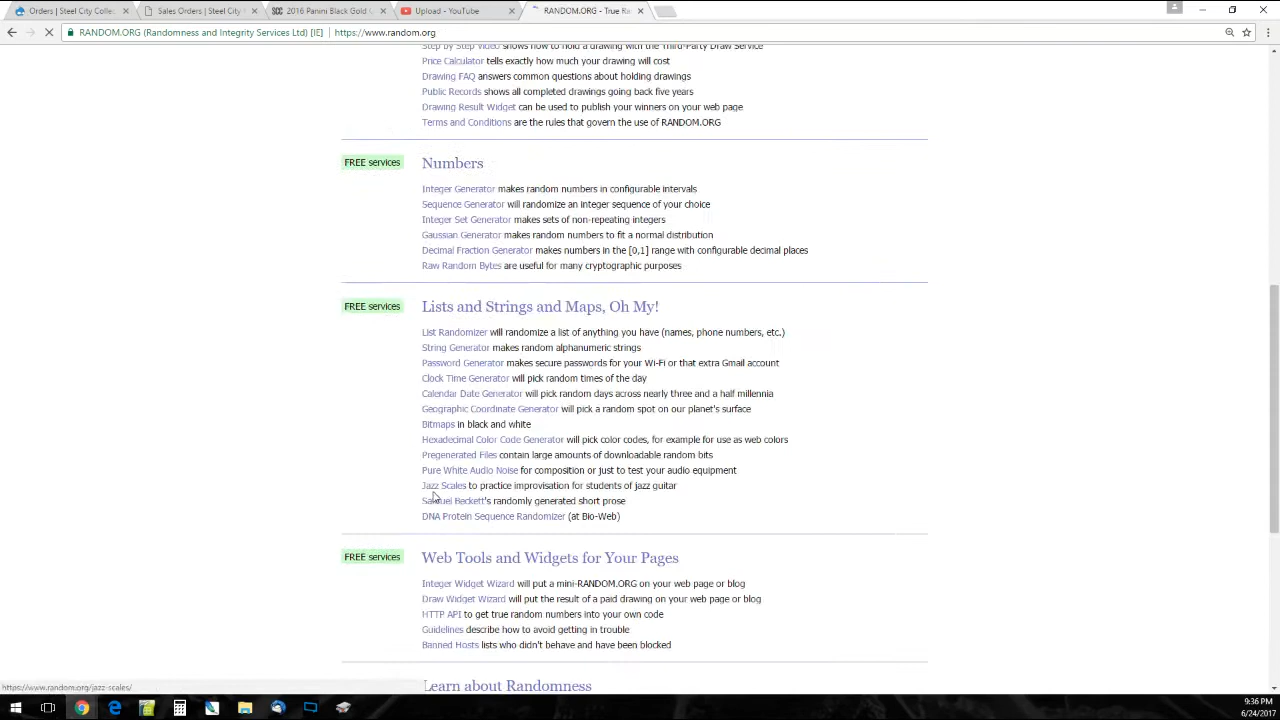 Orders | Steel City Collec
Sales Orders | Steel City
2016 Panini Black Gold
Upload - YouTube
RANDOM.ORG - True Ra
RANDOM.ORG (Randomness and Integrity Services Ltd) [IE]
https://www.random.org
Step by Step Video shows how to hold a drawing with the Third-Party Draw Service
Price Calculator tells exactly how much your drawing will cost
Drawing FAQ answers common questions about holding drawings
Public Records shows all completed drawings going back five years
Drawing Result Widget can be used to publish your winners on your web page
Terms and Conditions are the rules that govern the use of RANDOM.ORG
FREE services
Numbers
Integer Generator makes random numbers in configurable intervals
Sequence Generator will randomize an integer sequence of your choice
Integer Set Generator makes sets of non-repeating integers
Gaussian Generator makes random numbers to fit a normal distribution
Decimal Fraction Generator makes numbers in the [0,1] range with configurable decimal places
Raw Random Bytes are useful for many cryptographic purposes
FREE services
Lists and Strings and Maps, Oh My!
List Randomizer will randomize a list of anything you have (names, phone numbers, etc.)
String Generator makes random alphanumeric strings
Password Generator makes secure passwords for your Wi-Fi or that extra Gmail account
Clock Time Generator will pick random times of the day
Calendar Date Generator will pick random days across nearly three and a half millennia
Geographic Coordinate Generator will pick a random spot on our planet's surface
Bitmaps in black and white
Hexadecimal Color Code Generator will pick color codes, for example for use as web colors
Pregenerated Files contain large amounts of downloadable random bits
Pure White Audio Noise for composition or just to test your audio equipment
Jazz Scales to practice improvisation for students of jazz guitar
Samuel Beckett's randomly generated short prose
DNA Protein Sequence Randomizer (at Bio-Web)
FREE services
Web Tools and Widgets for Your Pages
Integer Widget Wizard will put a mini-RANDOM.ORG on your web page or blog
Draw Widget Wizard will put the result of a paid drawing on your web page or blog
HTTP API to get true random numbers into your own code
Guidelines describe how to avoid getting in trouble
Banned Hosts lists who didn't behave and have been blocked
Learn about Randomness
https://www.random.org/jazz-scales/
9:36 PM
6/24/2017